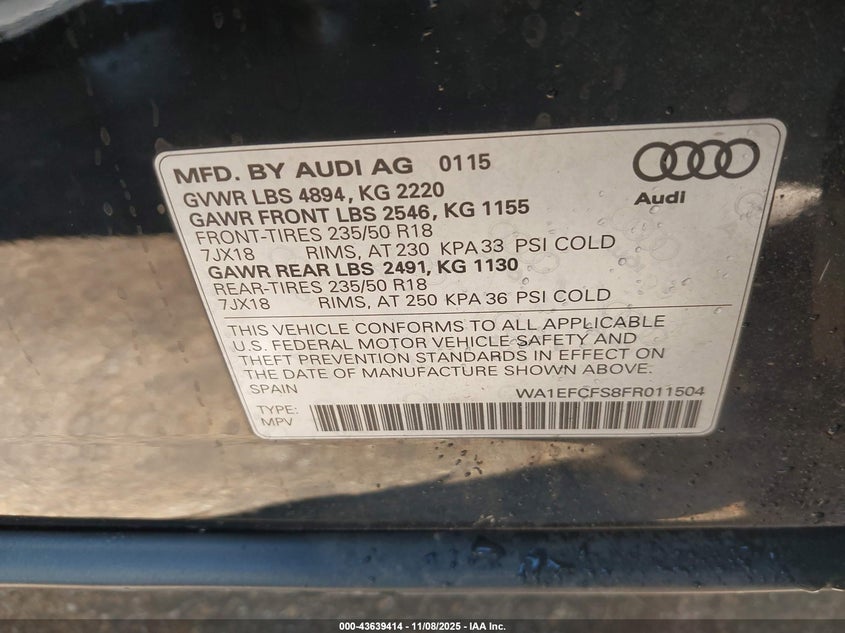 MFD. BY AUDI AG 0115
GVWR LBS 4894, KG 2220
GAWR FRONT LBS 2546, KG 1155
FRONT-TIRES 235/50 R18
7JX18 RIMS, AT 230 KPA 33 PSI COLD
GAWR REAR LBS 2491, KG 1130
REAR-TIRES 235/50 R18
7JX18 RIMS, AT 250 KPA 36 PSI COLD
Audi
THIS VEHICLE CONFORMS TO ALL APPLICABLE
U.S. FEDERAL MOTOR VEHICLE SAFETY AND
THEFT PREVENTION STANDARDS IN EFFECT ON
THE DATE OF MANUFACTURE SHOWN ABOVE.
SPAIN WA1EFCFS8FR011504
TYPE:
MPV
000-43639414 - 11/08/2025 - IAA Inc.